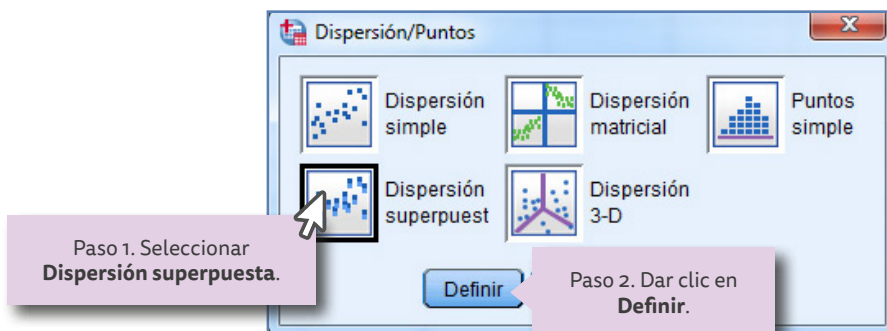 Dispersión/Puntos
Dispersión
simple
Dispersión
matricial
Puntos
simple
Dispersión
superpuest
Dispersión
3-D
Paso 1. Seleccionar
Dispersión superpuesta.
Definir
Paso 2. Dar clic en
Definir.